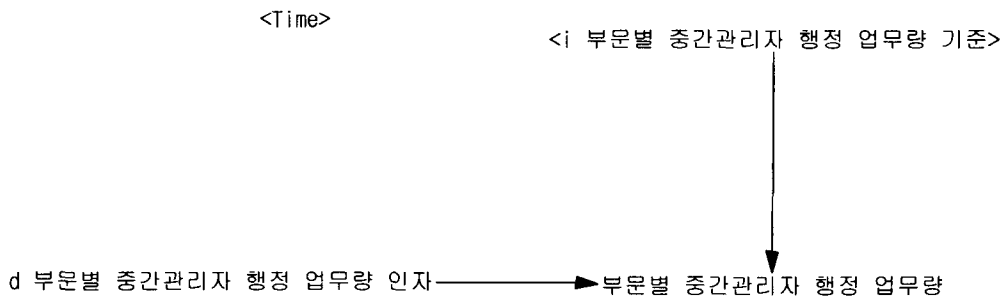 <Time>
<i 부문별 중간관리자 행정 업무량 기준>
d 부문별 중간관리자 행정 업무량 인자
부문별 중간관리자 행정 업무량